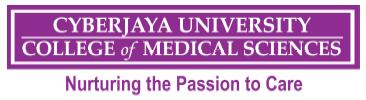 CYBERJAYA UNIVERSITY
COLLEGE of MEDICAL SCIENCES
Nurturing the Passion to Care